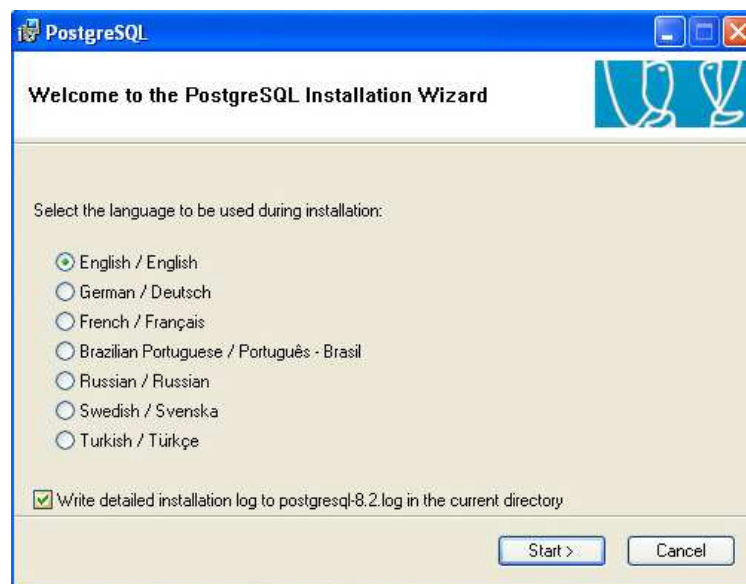 PostgreSQL
Welcome to the PostgreSQL Installation Wizard
Select the language to be used during installation:
English / English
German / Deutsch
French / Français
Brazilian Portuguese / Português - Brasil
Russian / Russian
Swedish / Svenska
Turkish / Türkçe
Write detailed installation log to postgresql-8.2.log in the current directory
Start > Cancel